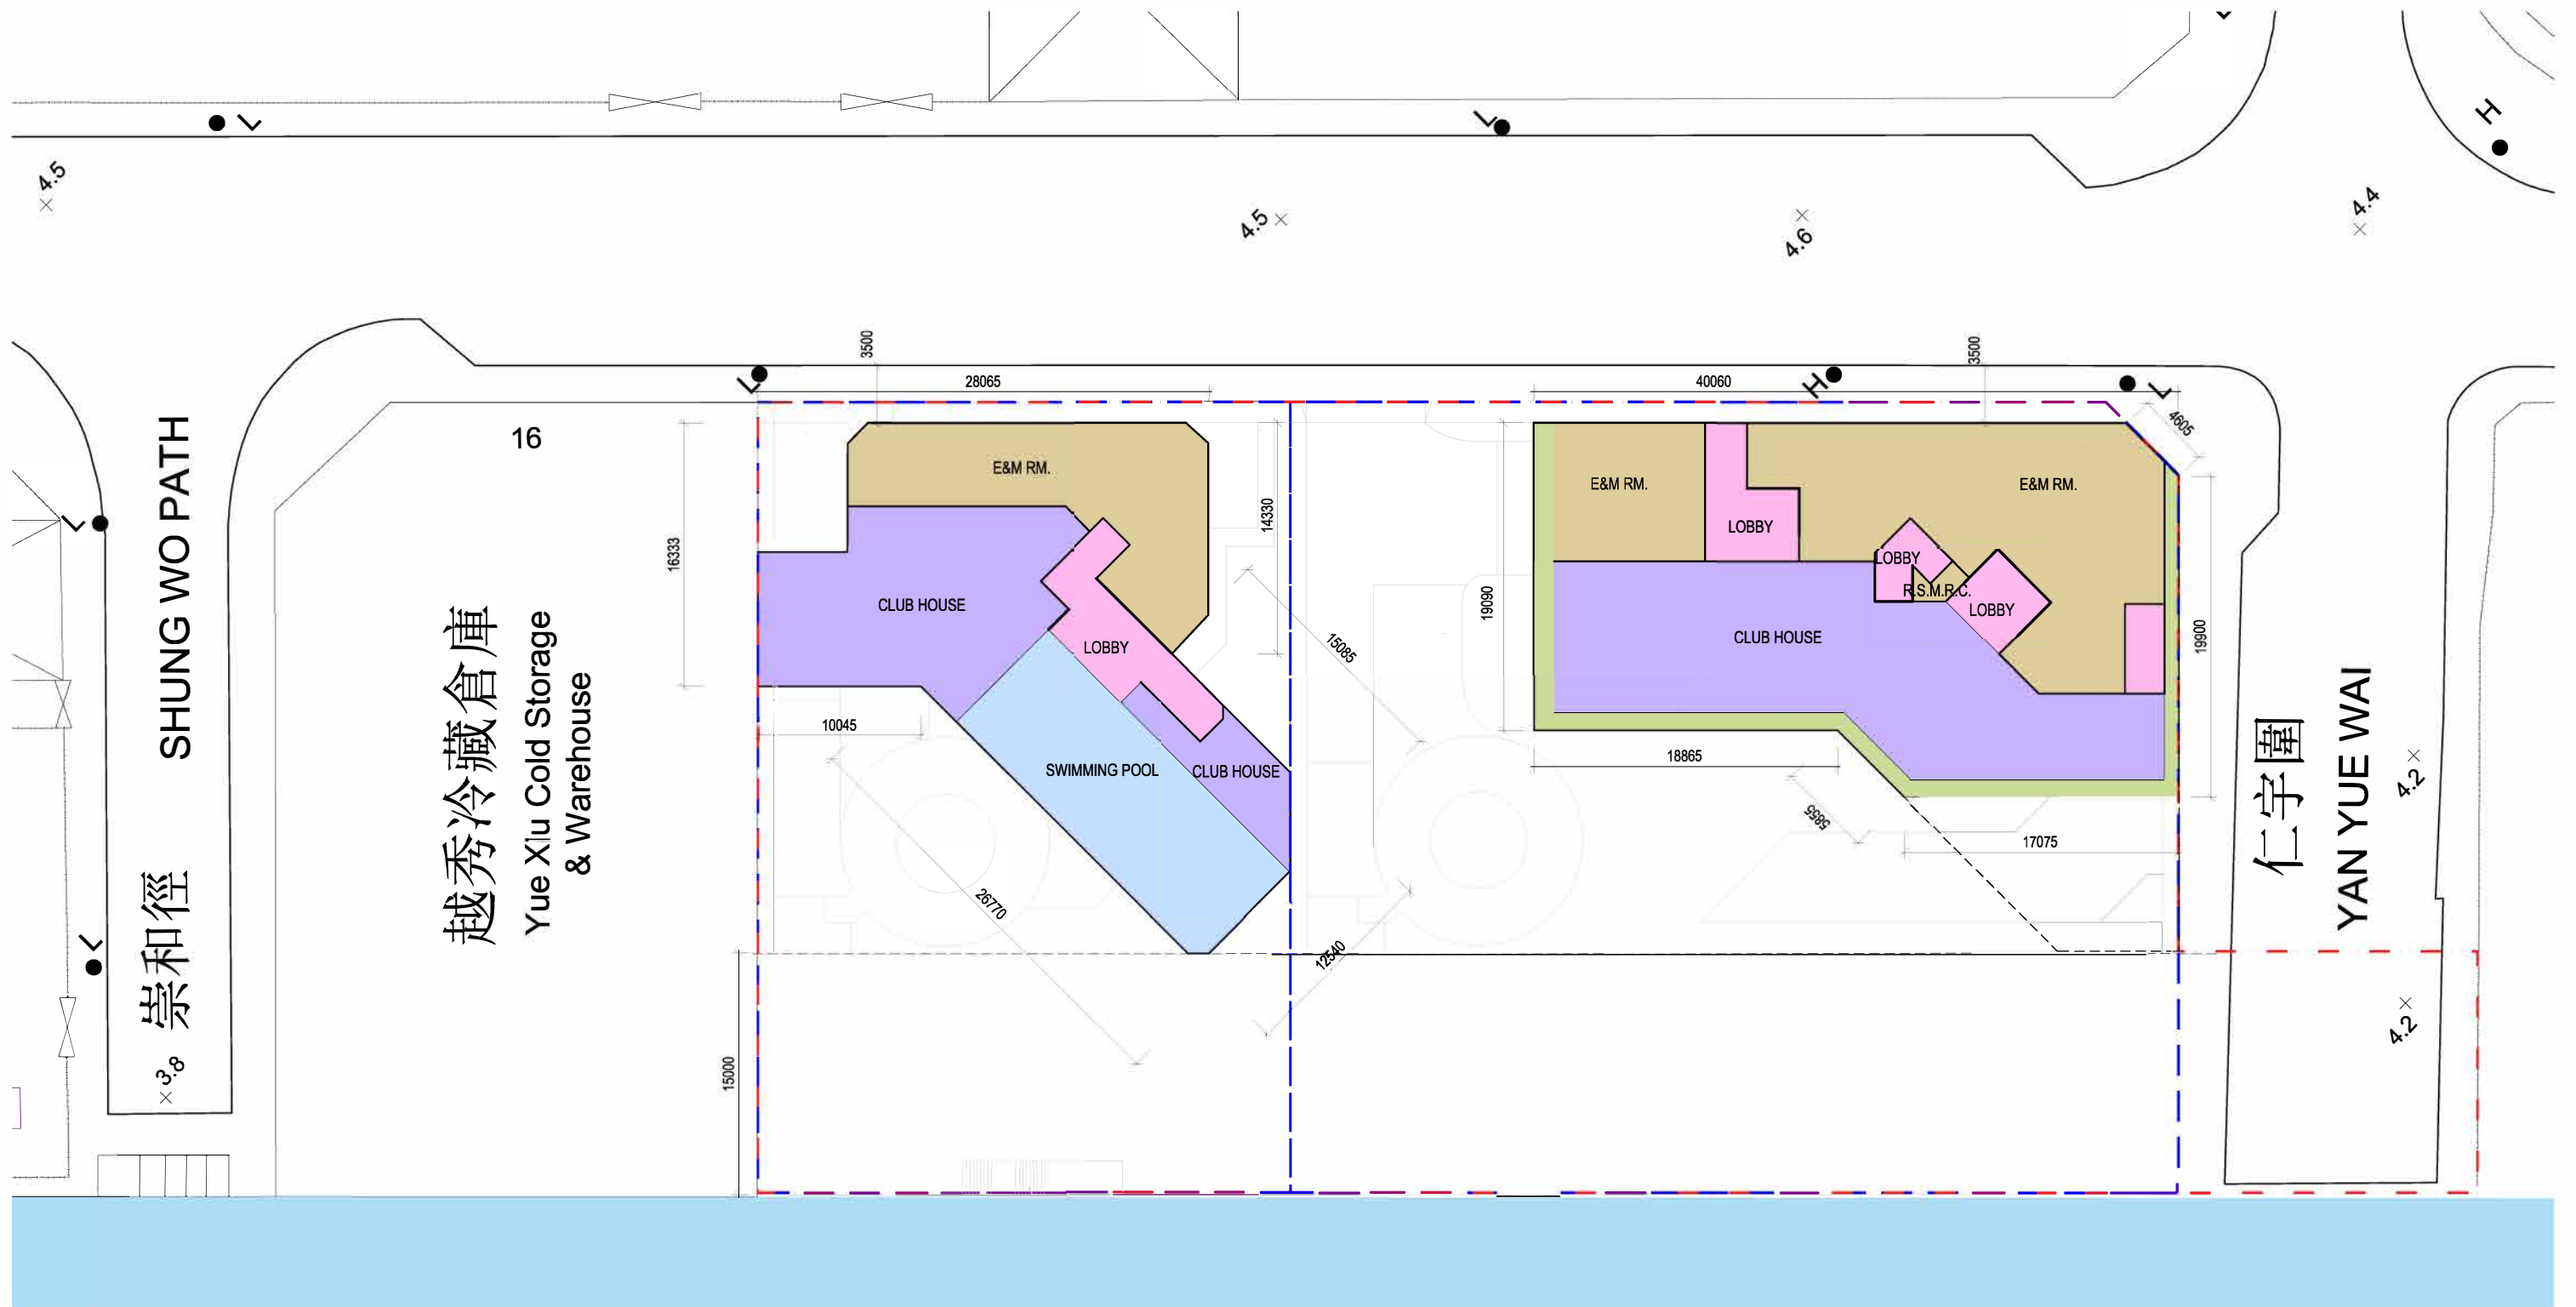 L
L
H
4.5
4.5
4.6
4.4
3500
3500
L
28065
H
40060
L
4605
16
SHUNG WO PATH
崇和徑
L
越秀冷藏倉庫
Yue Xiu Cold Storage
& Warehouse
16333
E&M RM.
14330
CLUB HOUSE
LOBBY
10045
SWIMMING POOL
CLUB HOUSE
15085
26770
12540
15000
E&M RM.
LOBBY
E&M RM.
LOBBY
R.S.M.R.C.
LOBBY
19090
CLUB HOUSE
19900
18865
5855
17075
仁宇圍
YAN YUE WAI
4.2
4.2
3.8